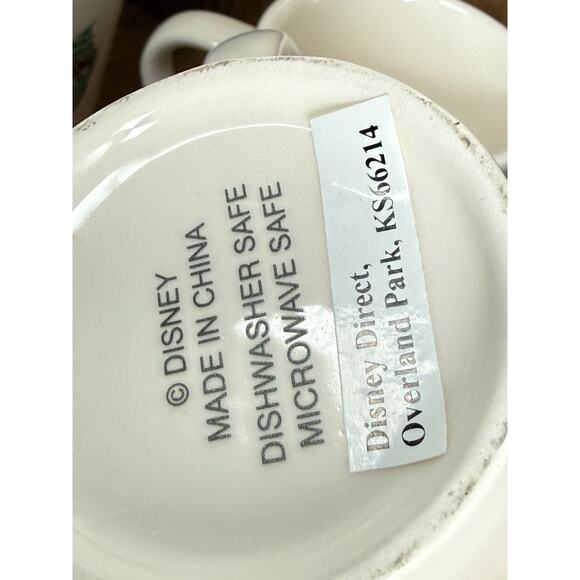 © DISNEY
MADE IN CHINA
DISHWASHER SAFE
MICROWAVE SAFE
Disney Direct,
Overland Park, KS66214